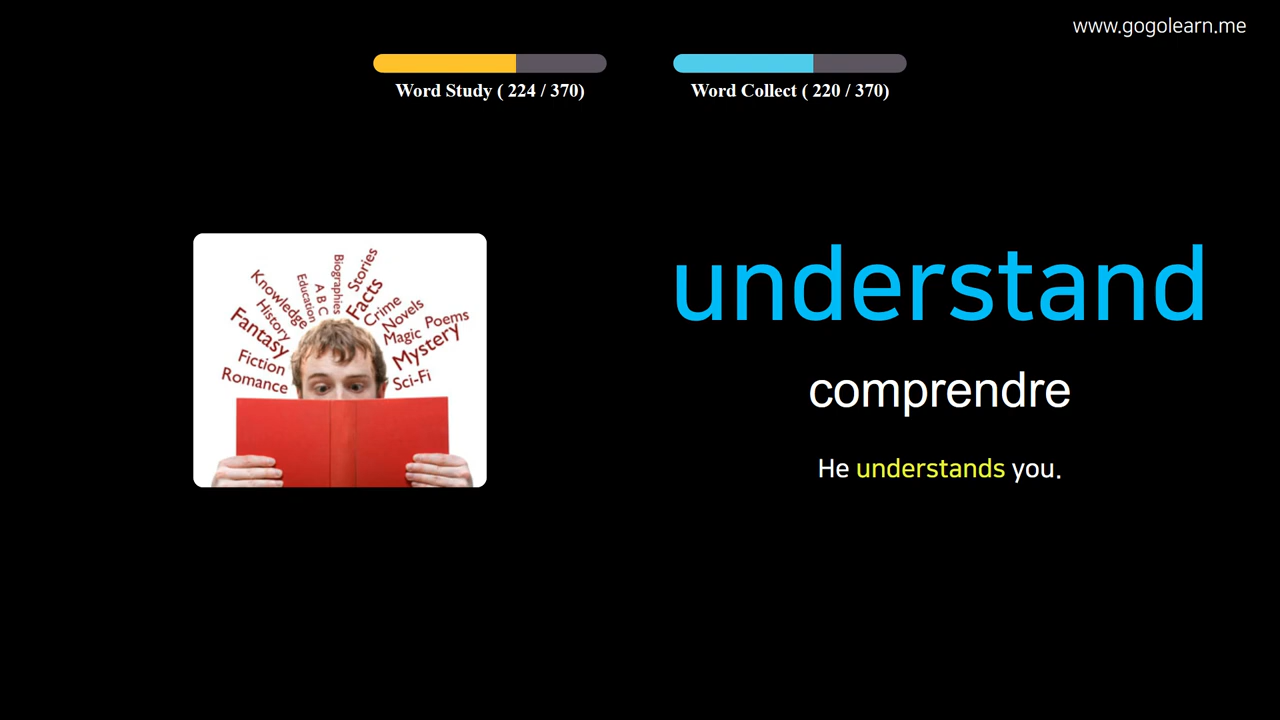 www.gogolearn.me
Word Study ( 224 / 370)
Word Collect ( 220 / 370)
Knowledge
History
Fantasy
Fiction
Romance
Education
A B C
Biographies
Stories
Facts
Crime
Novels
Magic
Poems
Mystery
Sci-Fi
understand
comprendre
He understands you.